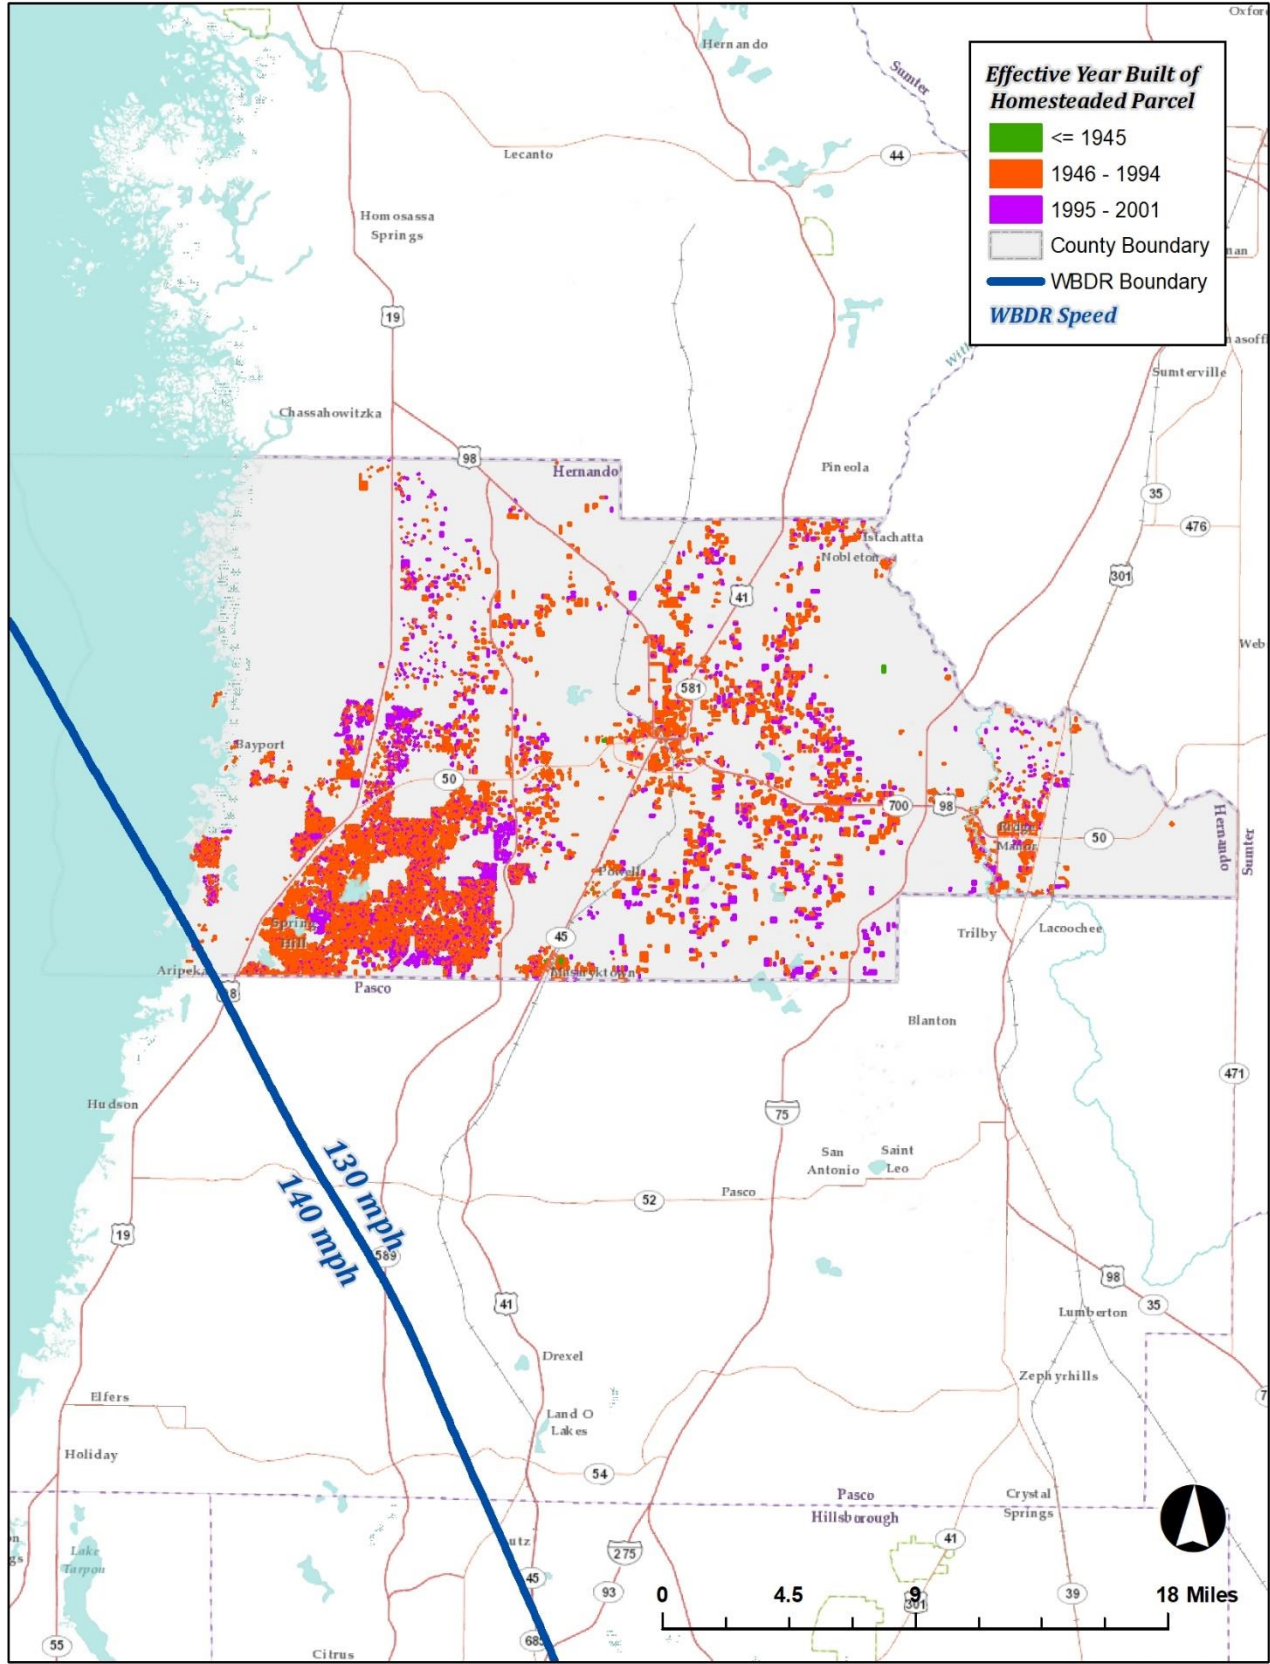 Oxford
Hernando
Sumter
Effective Year Built of
Homesteaded Parcel
<= 1945
1946 - 1994
1995 - 2001
County Boundary
WBDR Boundary
WBDR Speed
44
Lecanto
Homosassa
Springs
19
Sumterville
Chassahowitzka
98
Hernando
Pineola
35
476
Istachatta
Nobleton
301
41
Web
581
Bayport
50
700
98
Ridge
Manor
50
Hernando
Sumter
Powell
Spring
Hill
45
Trilby
Lacoochee
Aripeka
Masaryktown
Pasco
Blanton
471
Hudson
75
San
Antonio
Saint
Leo
130 mph
140 mph
52
Pasco
19
589
98
41
35
Lumberton
Drexel
Zephyrhills
Elfers
Land O
Lakes
Holiday
54
Pasco
Hillsborough
Crystal
Springs
utz
41
275
Lake
Tarpon
45
93
0
4.5
9
18 Miles
301
39
55
685
Citrus